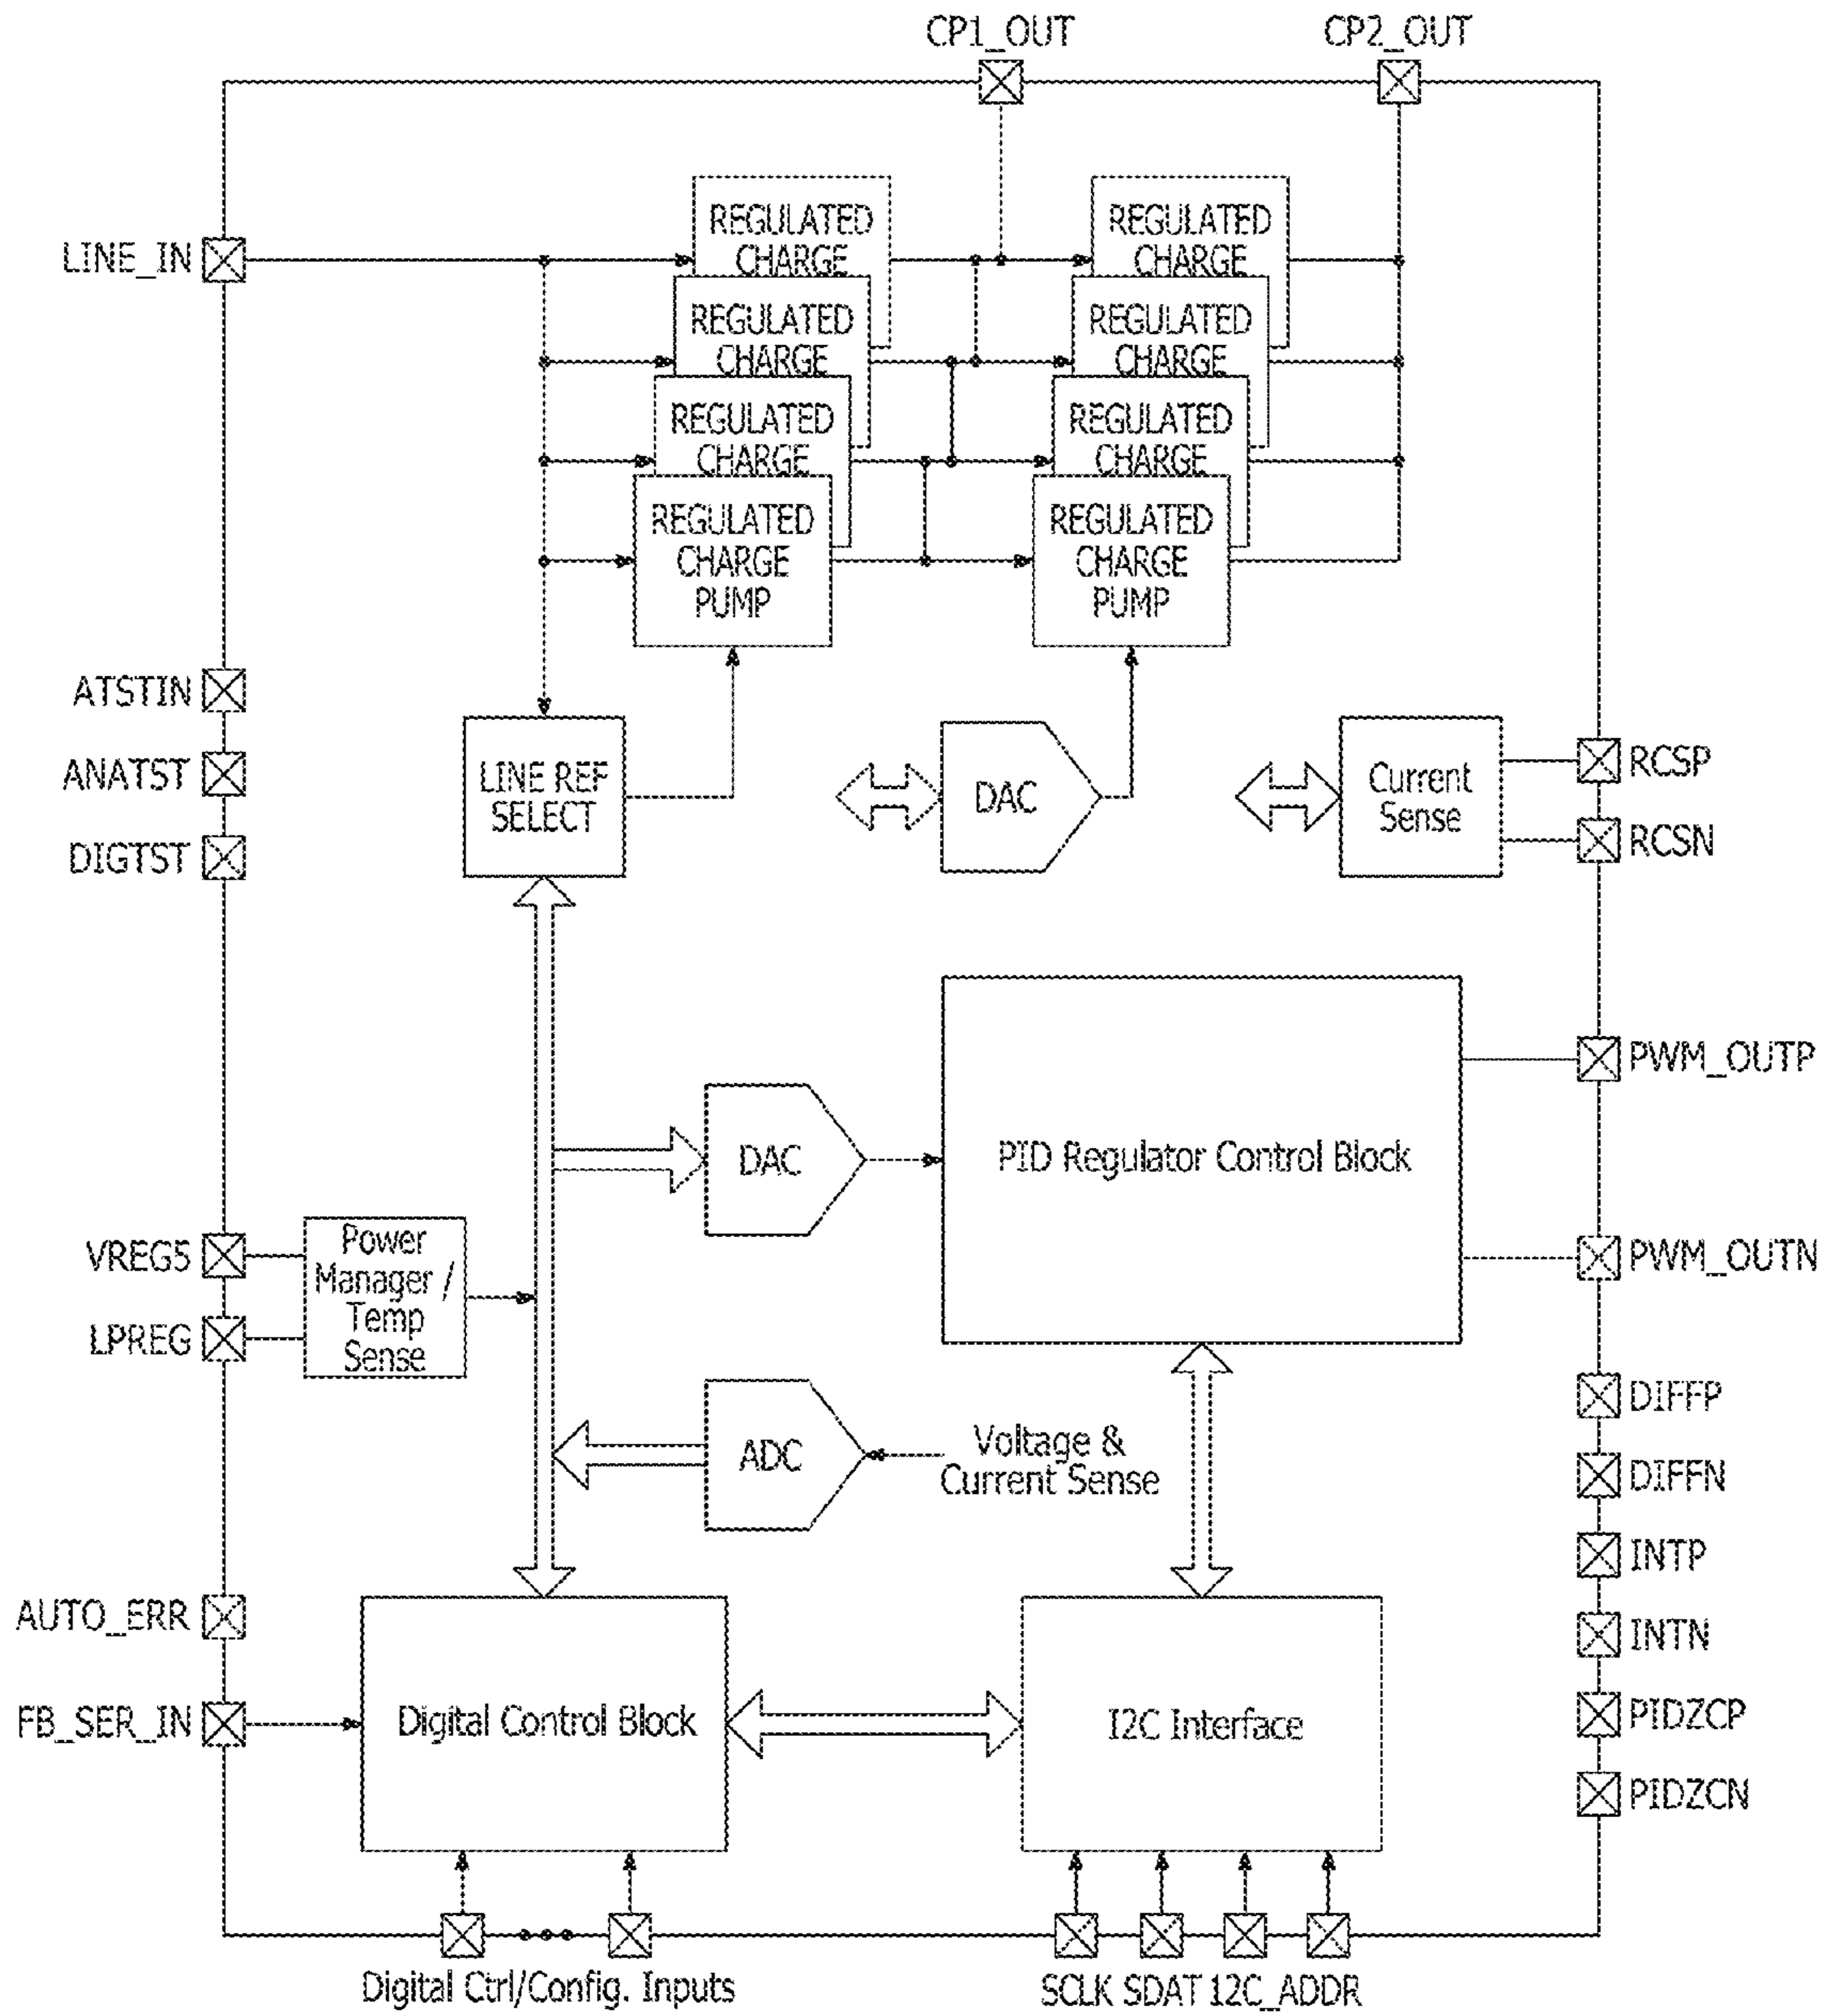 CP1_OUT
CP2_OUT
LINE_IN
REGULATED
CHARGE
REGULATED
CHARGE
REGULATED
CHARGE
REGULATED
CHARGE
PUMP
REGULATED
CHARGE
REGULATED
CHARGE
REGULATED
CHARGE
REGULATED
CHARGE
PUMP
ATSTIN
ANATST
DIGTST
LINE REF
SELECT
DAC
Current
Sense
RCSP
RCSN
PWM_OUTP
DAC
PID Regulator Control Block
PWM_OUTN
VREG5
LPREG
Power
Manager /
Temp
Sense
ADC
Voltage &
Current Sense
DIFFP
DIFFN
INTP
INTN
PIDZCP
PIDZCN
AUTO_ERR
FB_SER_IN
Digital Control Block
I2C Interface
Digital Ctrl/Config. Inputs
SCLK SDAT I2C_ADDR